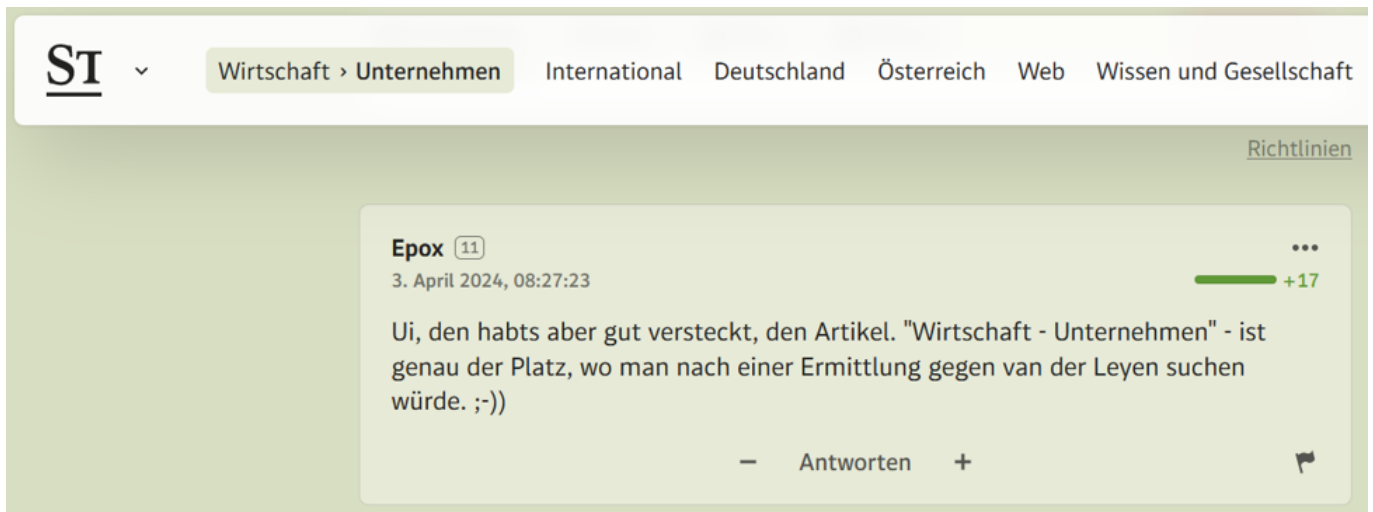 ST Wirtschaft › Unternehmen International Deutschland Österreich Web Wissen und Gesellschaft
Richtlinien
Epox 11
3. April 2024, 08:27:23 +17
Ui, den habts aber gut versteckt, den Artikel. "Wirtschaft - Unternehmen" - ist
genau der Platz, wo man nach einer Ermittlung gegen van der Leyen suchen
würde. ;-))
− Antworten +